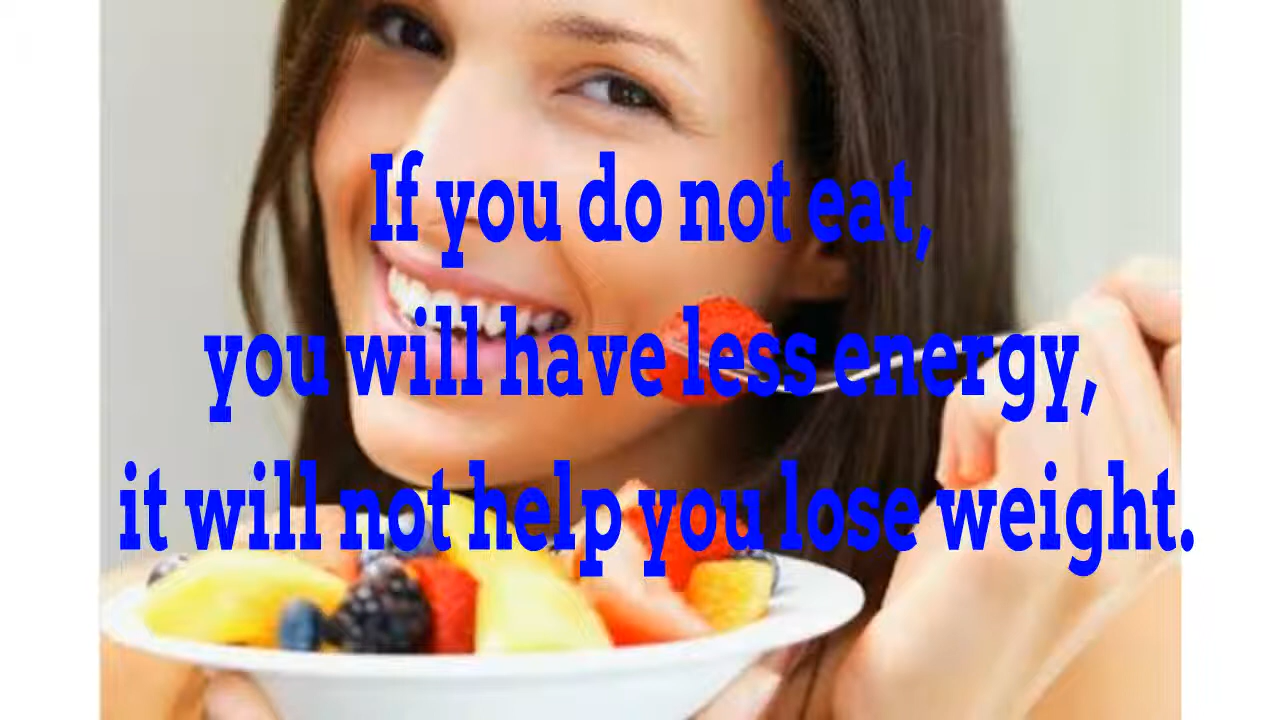 If you do not eat,
you will have less energy,
it will not help you lose weight.